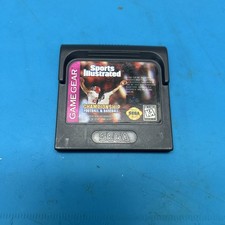 GAME GEAR
Sports
Illustrated
CHAMPIONSHIP
FOOTBALL & BASEBALL
SEGA
SEGA